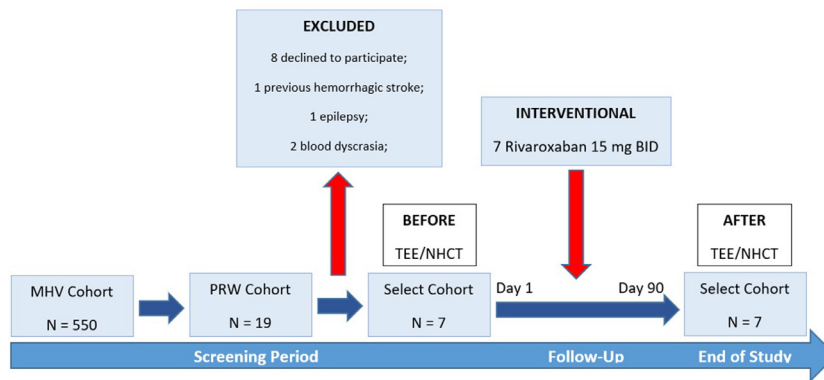 EXCLUDED
8 declined to participate;
1 previous hemorrhagic stroke;
1 epilepsy;
2 blood dyscrasia;
INTERVENTIONAL
7 Rivaroxaban 15 mg BID
BEFORE
TEE/NHCT
AFTER
TEE/NHCT
MHV Cohort
N = 550
PRW Cohort
N = 19
Select Cohort
N = 7
Day 1
Day 90
Select Cohort
N = 7
Screening Period
Follow-Up
End of Study